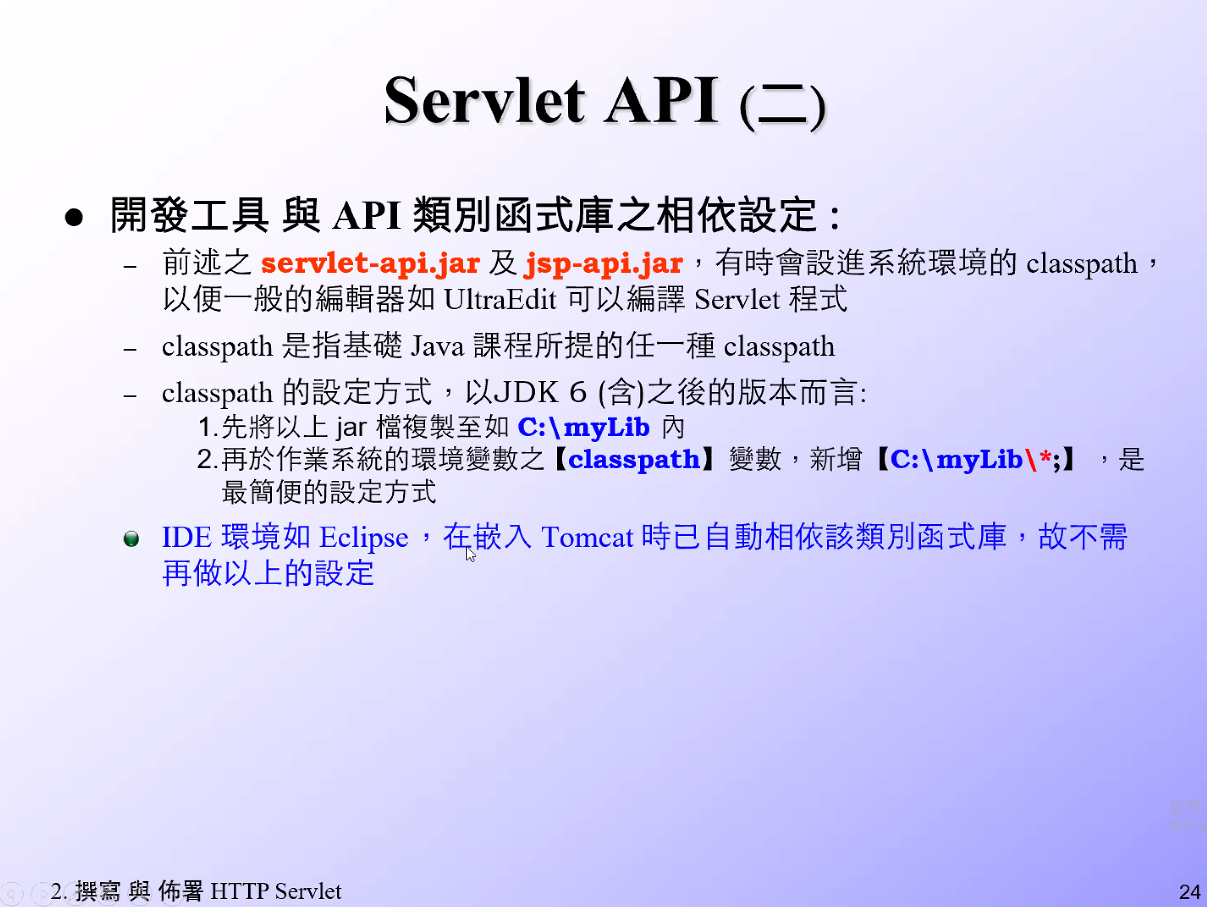 Servlet API (二)
● 開發工具 與 API 類別函式庫之相依設定 :
– 前述之 servlet-api.jar 及 jsp-api.jar，有時會設進系統環境的 classpath，
以便一般的編輯器如 UltraEdit 可以編譯 Servlet 程式
– classpath 是指基礎 Java 課程所提的任一種 classpath
– classpath 的設定方式，以JDK 6 (含)之後的版本而言:
1.先將以上 jar 檔複製至如 C:\myLib 內
2.再於作業系統的環境變數之【classpath】變數，新增【C:\myLib\*;】，是
最簡便的設定方式
IDE 環境如 Eclipse，在嵌入 Tomcat 時已自動相依該類別函式庫，故不需
再做以上的設定
2. 撰寫 與 佈署 HTTP Servlet
24